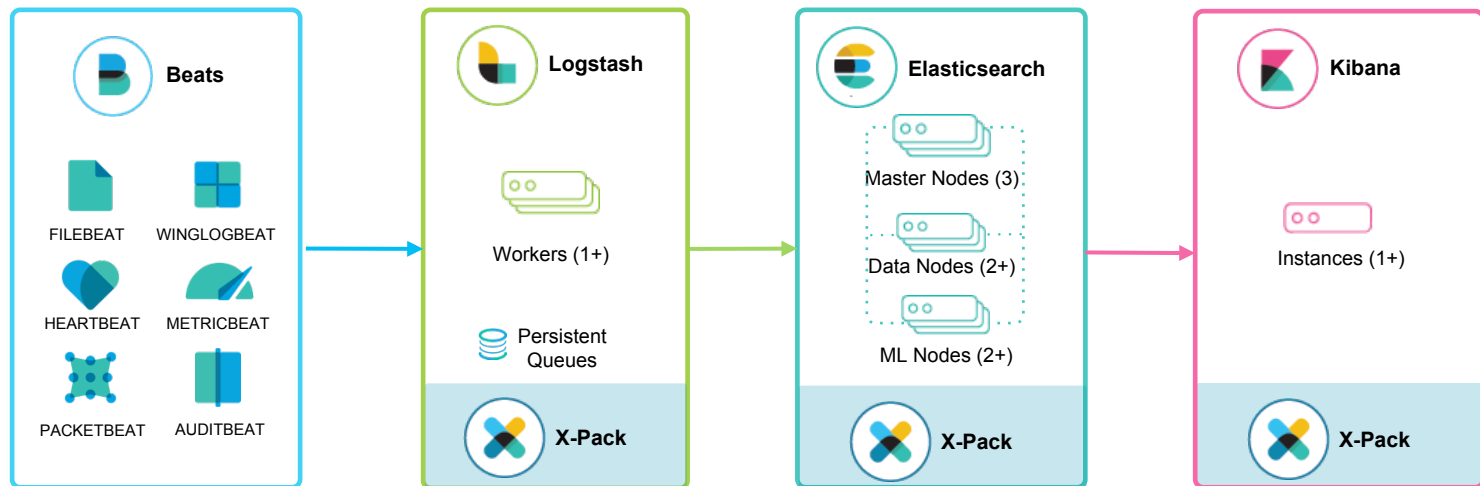 Beats
FILEBEAT
WINGLOGBEAT
HEARTBEAT
METRICBEAT
PACKETBEAT
AUDITBEAT
Logstash
Workers (1+)
Persistent
Queues
X-Pack
Elasticsearch
Master Nodes (3)
Data Nodes (2+)
ML Nodes (2+)
X-Pack
Kibana
Instances (1+)
X-Pack